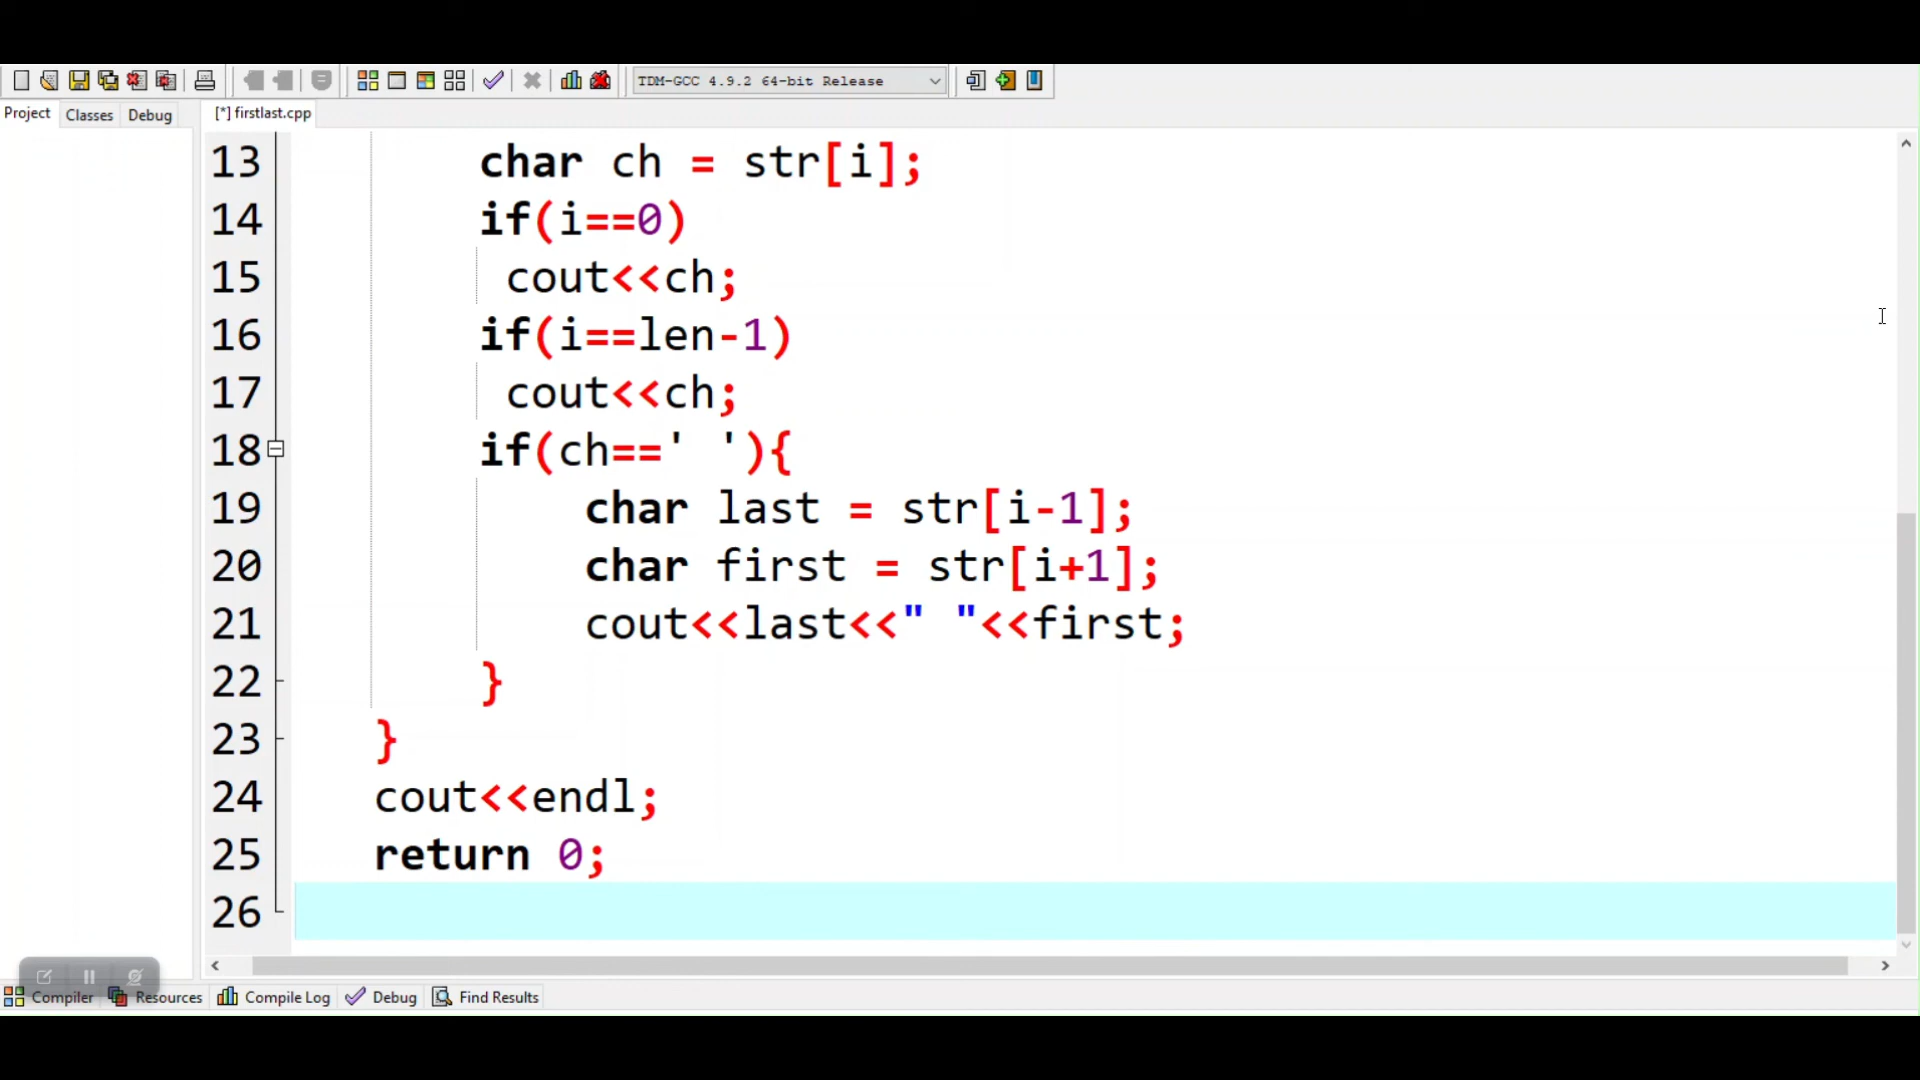 TDM-GCC 4.9.2 64-bit Release
Project Classes Debug [*] firstlast.cpp
13 char ch = str[i];
14 if(i==0)
15 cout<<ch;
16 if(i==len-1)
17 cout<<ch;
18 if(ch==' '){
19 char last = str[i-1];
20 char first = str[i+1];
21 cout<<last<<" "<<first;
22 }
23 }
24 cout<<endl;
25 return 0;
26
Compiler Resources Compile Log Debug Find Results